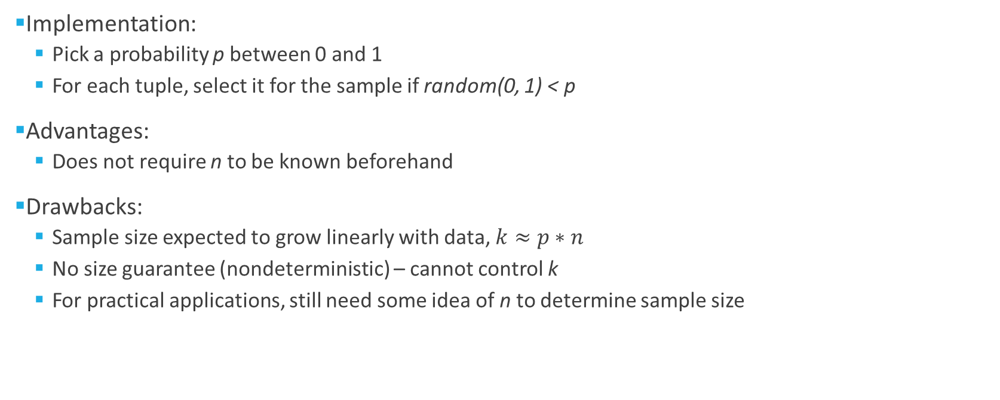 ▪Implementation:
▪ Pick a probability p between 0 and 1
▪ For each tuple, select it for the sample if random(0, 1) < p
▪Advantages:
▪ Does not require n to be known beforehand
▪Drawbacks:
▪ Sample size expected to grow linearly with data, k ≈ p ∗ n
▪ No size guarantee (nondeterministic) – cannot control k
▪ For practical applications, still need some idea of n to determine sample size